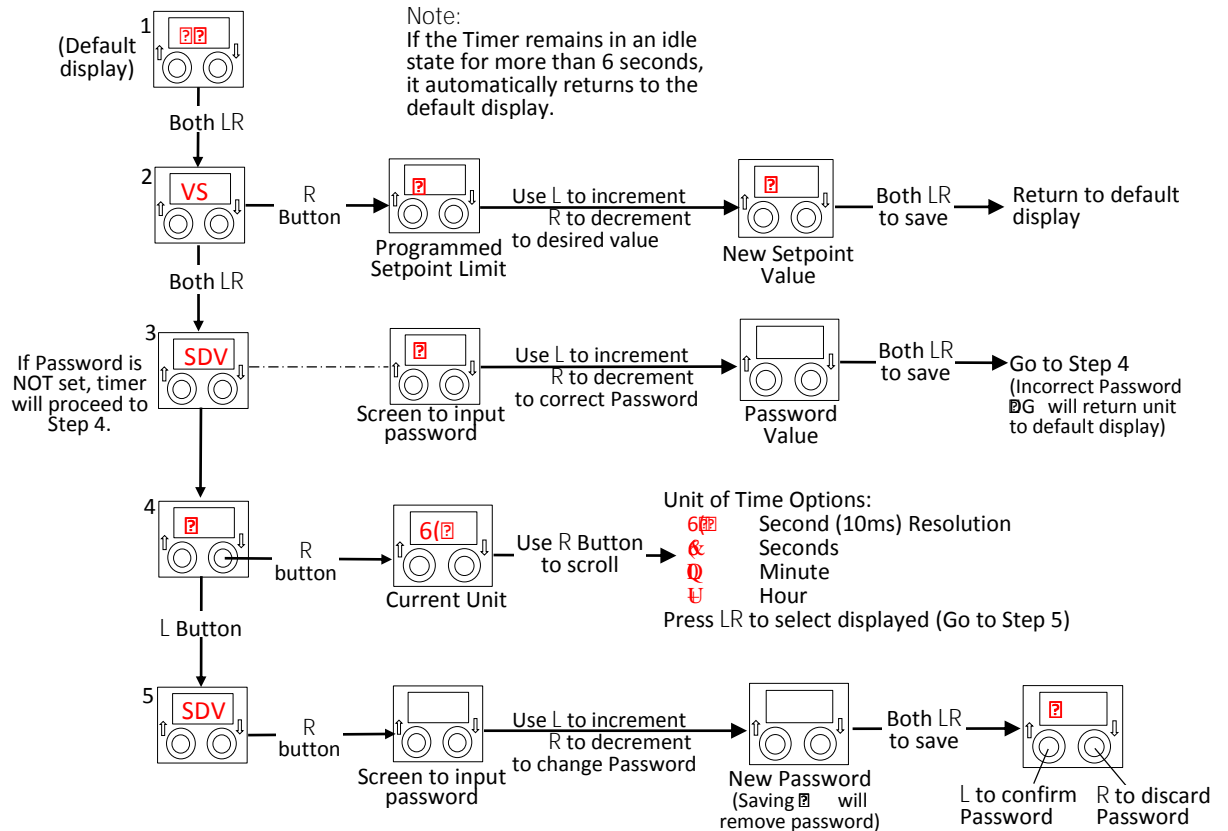 1
(Default
display)
Note:
If the Timer remains in an idle
state for more than 6 seconds,
it automatically returns to the
default display.
Both LR
2
VS
R
Button
Programmed
Setpoint Limit
Use L to increment
R to decrement
to desired value
New Setpoint
Value
Both LR
to save
Return to default
display
Both LR
3
SDV
If Password is
NOT set, timer
will proceed to
Step 4.
Screen to input
password
Use L to increment
R to decrement
to correct Password
Password
Value
Both LR
to save
Go to Step 4
(Incorrect Password
DG will return unit
to default display)
4
R
button
6(
Current Unit
Use R Button
to scroll
Unit of Time Options:
6( Second (10ms) Resolution
Seconds
Minute
Hour
Press LR to select displayed (Go to Step 5)
L Button
5
SDV
R
button
Screen to input
password
Use L to increment
R to decrement
to change Password
New Password
(Saving will
remove password)
Both LR
to save
L to confirm
Password
R to discard
Password